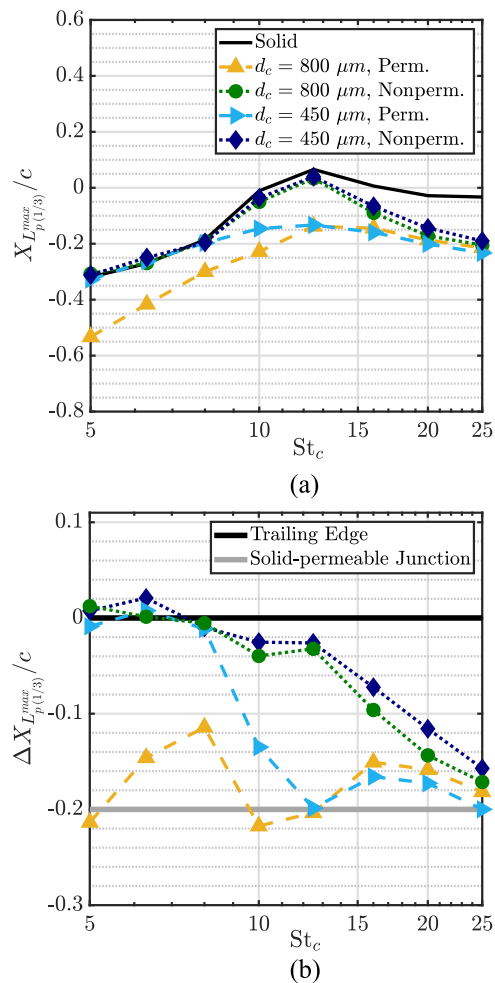 0.6
0.4
0.2
0
-0.2
-0.4
-0.6
-0.8
X_{L_{p(1/3)}^{max}}/c
Solid
d_c = 800 μm, Perm.
d_c = 800 μm, Nonperm.
d_c = 450 μm, Perm.
d_c = 450 μm, Nonperm.
5 10 15 20 25
St_c
(a)
0.1
0
-0.1
-0.2
-0.3
ΔX_{L_{p(1/3)}^{max}}/c
Trailing Edge
Solid-permeable Junction
5 10 15 20 25
St_c
(b)